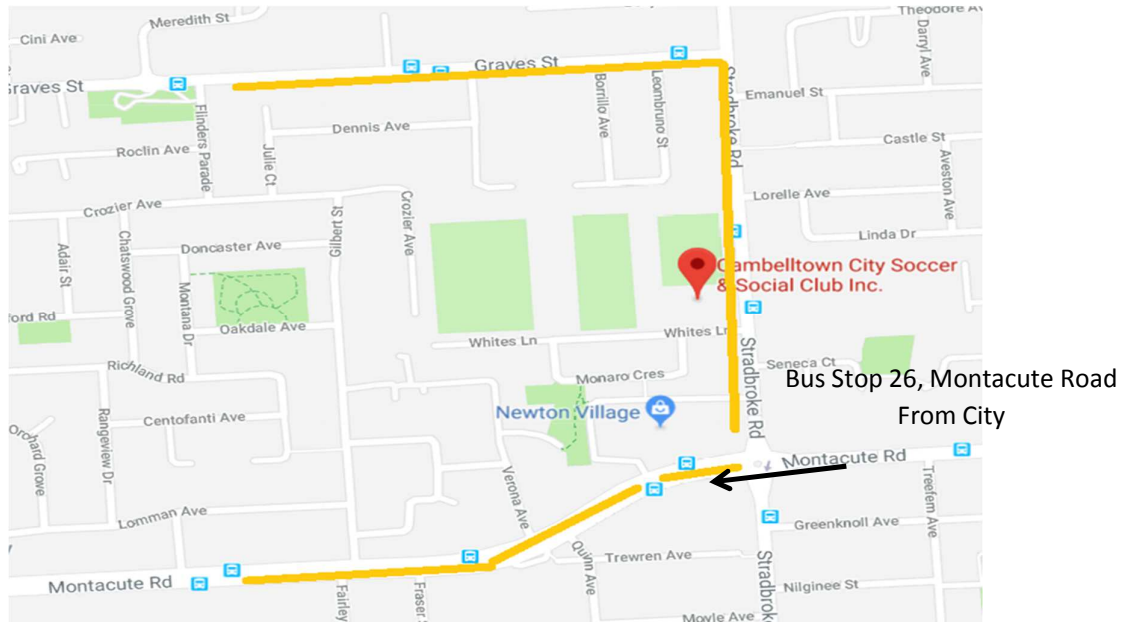 Meredith St
Theodore A
Cini Ave
Darryl Ave
Graves St
raves St
Stradbroke Rd
Borrillo Ave
Leombruno St
Emanuel St
Flinders Parade
Dennis Ave
Castle St
Roclin Ave
Julie Ct
Aveston Ave
Lorelle Ave
Crozier Ave
Crozier Ave
Gilbert St
Linda Dr
Adair St
Chatswood Grove
Doncaster Ave
Montana Dr
Cambelltown City Soccer
& Social Club Inc.
ford Rd
Oakdale Ave
Whites Ln
Whites Ln
Stradbroke Rd
Seneca Ct
Richland Rd
Monaro Cres
Bus Stop 26, Montacute Road
From City
Newton Village
Centofanti Ave
Rangeview Dr
Orchard Grove
Montacute Rd
Verona Ave
Treefern Ave
Lomman Ave
Greenknoll Ave
Quinn Ave
Trewren Ave
Stradbrok
Montacute Rd
Fairley
Fraser S
Nilginee St
Moyle Ave